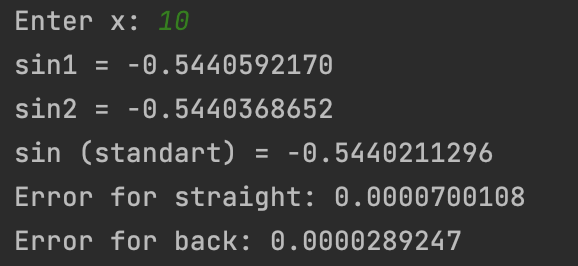 Enter x: 10
sin1 = -0.5440592170
sin2 = -0.5440368652
sin (standart) = -0.5440211296
Error for straight: 0.0000700108
Error for back: 0.0000289247